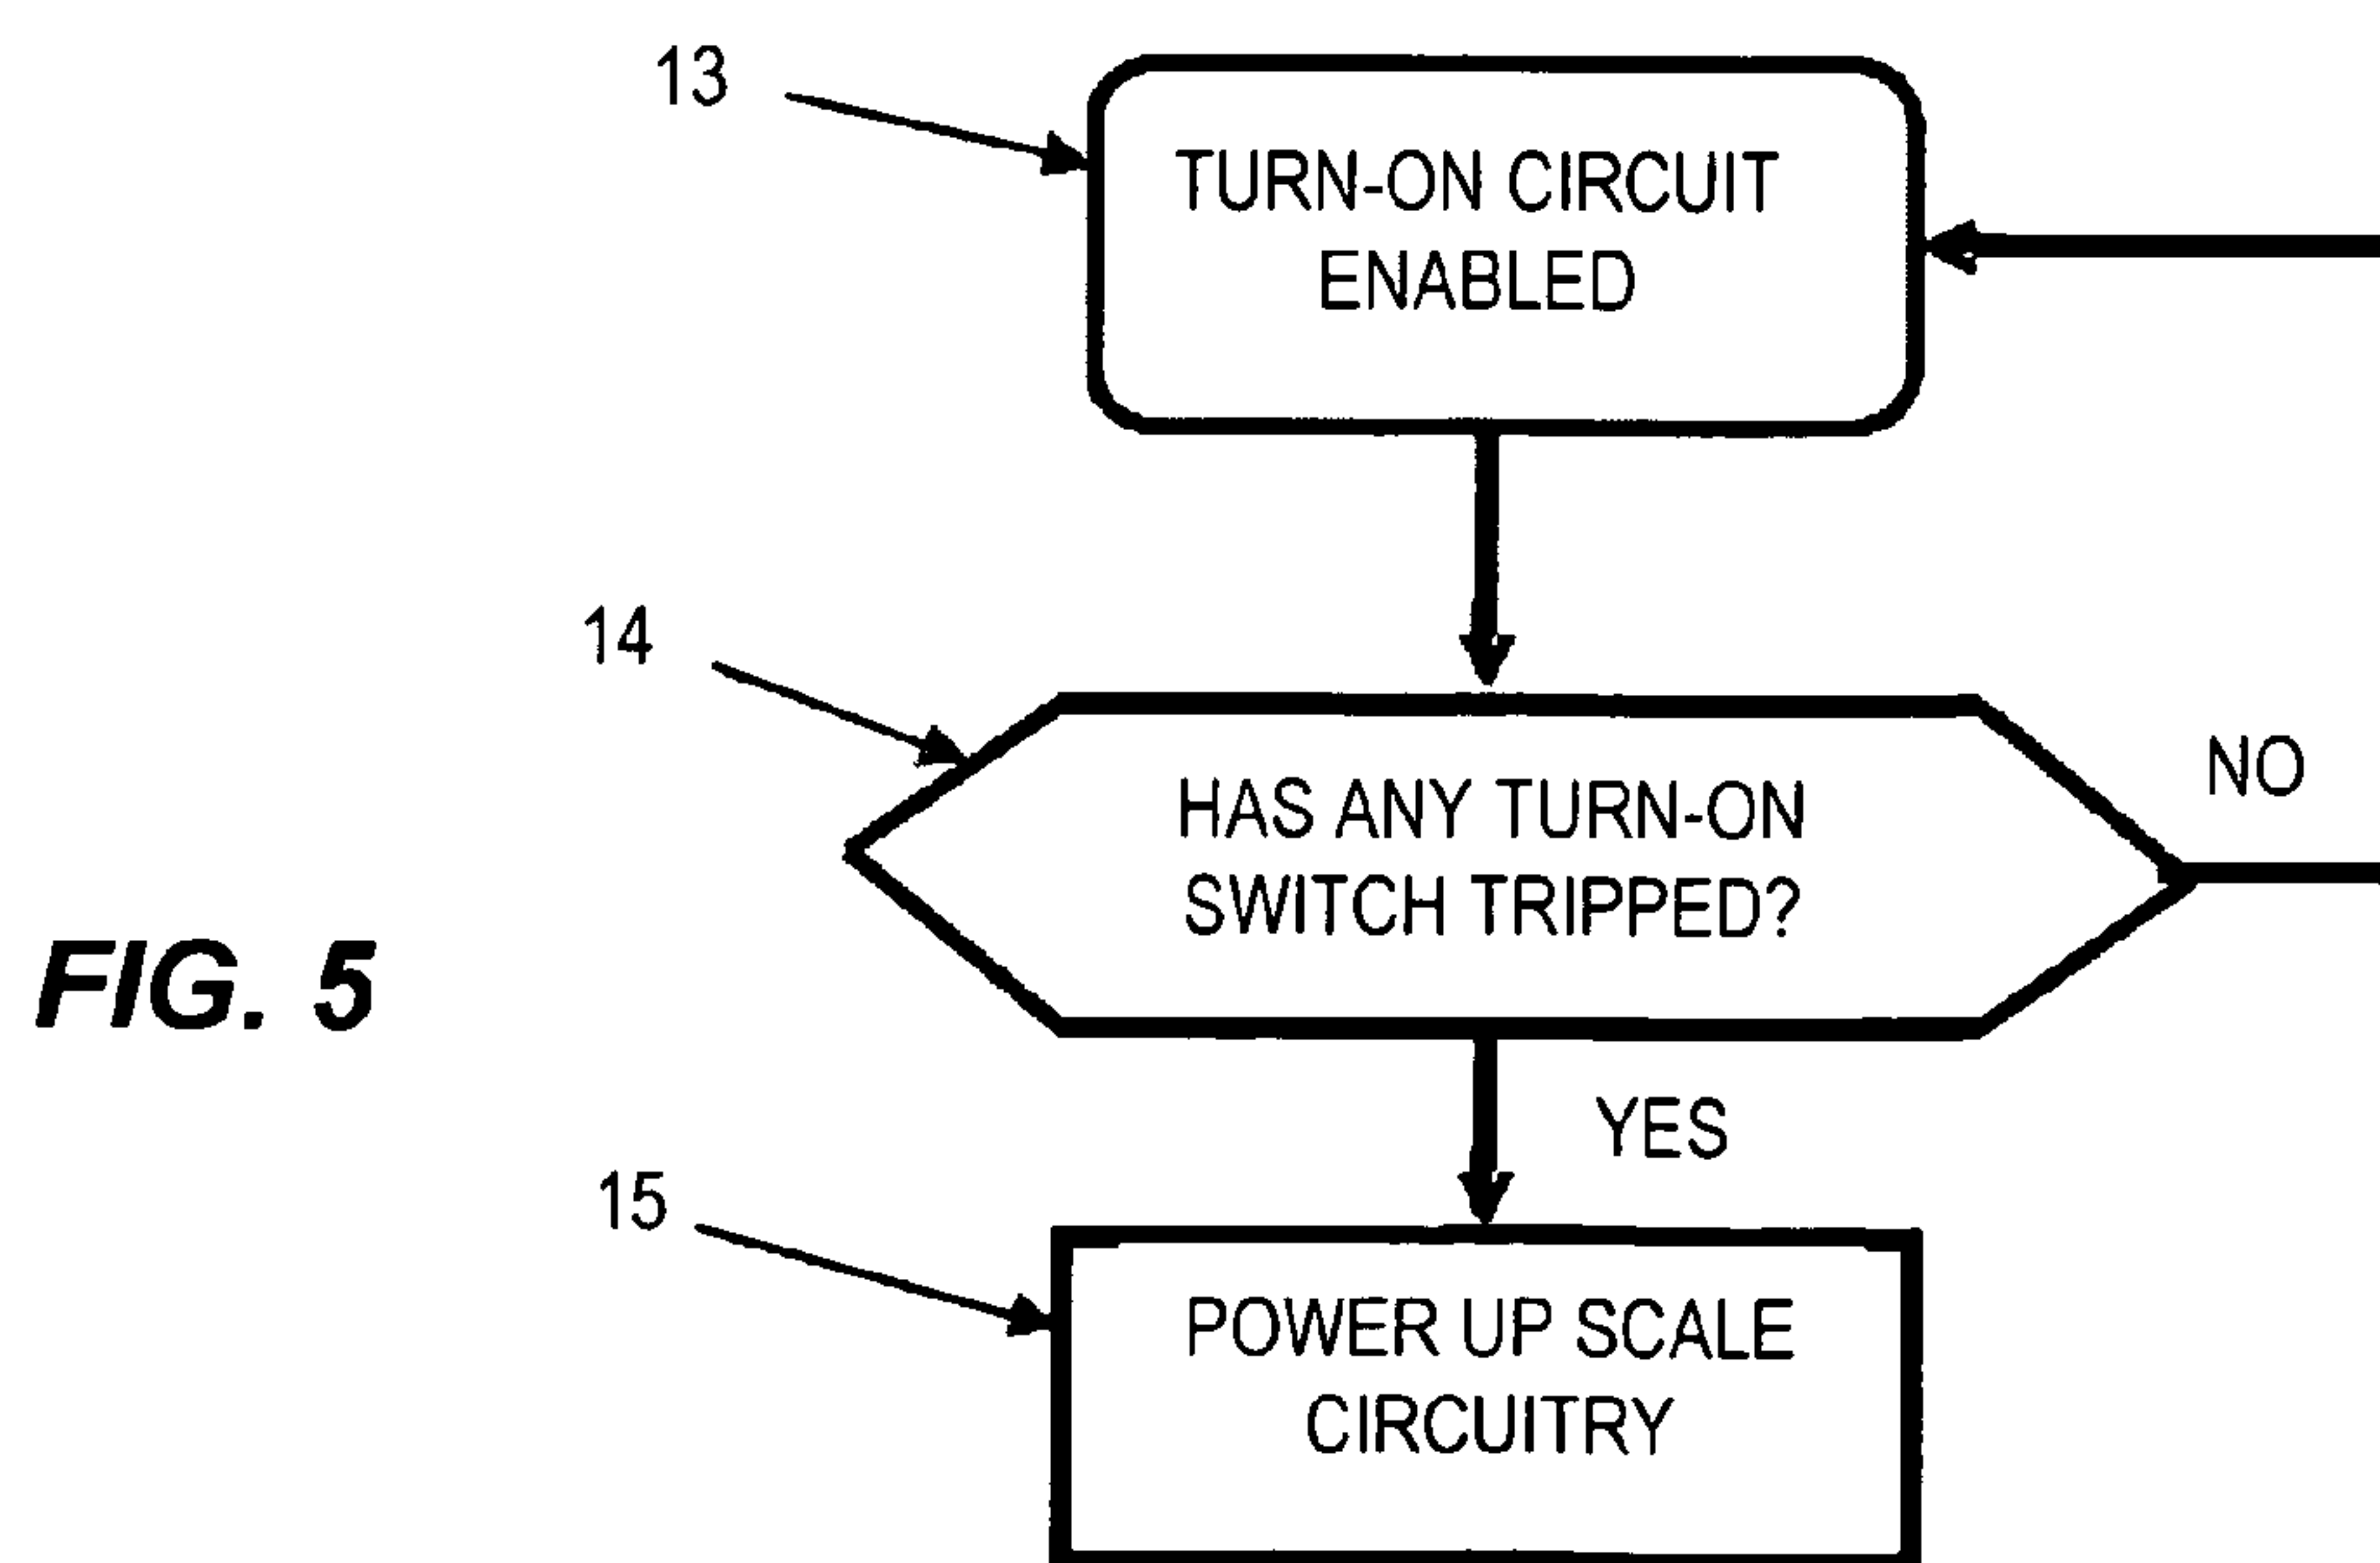 13
TURN-ON CIRCUIT
ENABLED
14
HAS ANY TURN-ON
SWITCH TRIPPED?
NO
FIG. 5
YES
15
POWER UP SCALE
CIRCUITRY